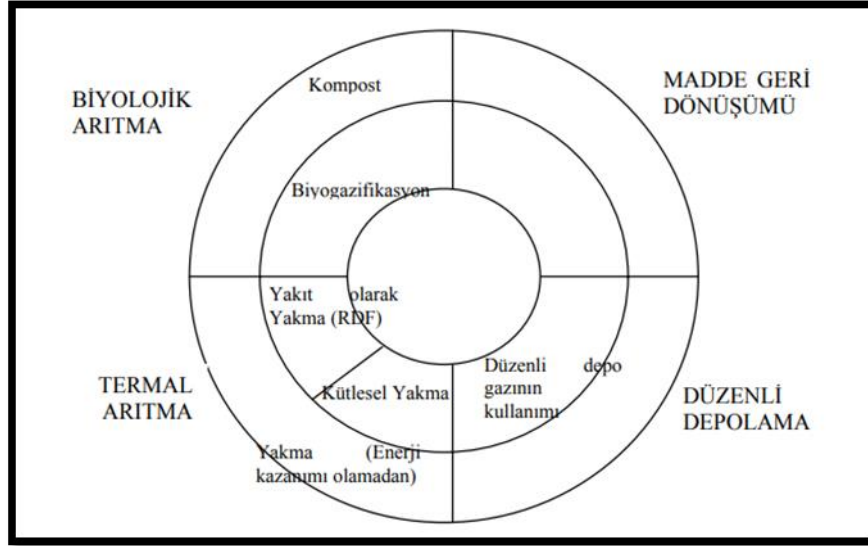 BİYOLOJİK
ARITMA
Kompost
MADDE GERİ
DÖNÜŞÜMÜ
Biyogazifikasyon
Yakıt olarak
Yakma (RDF)
TERMAL
ARITMA
Kütlesel Yakma
Düzenli depo
gazının
kullanımı
DÜZENLİ
DEPOLAMA
Yakma (Enerji
kazanımı olamadan)